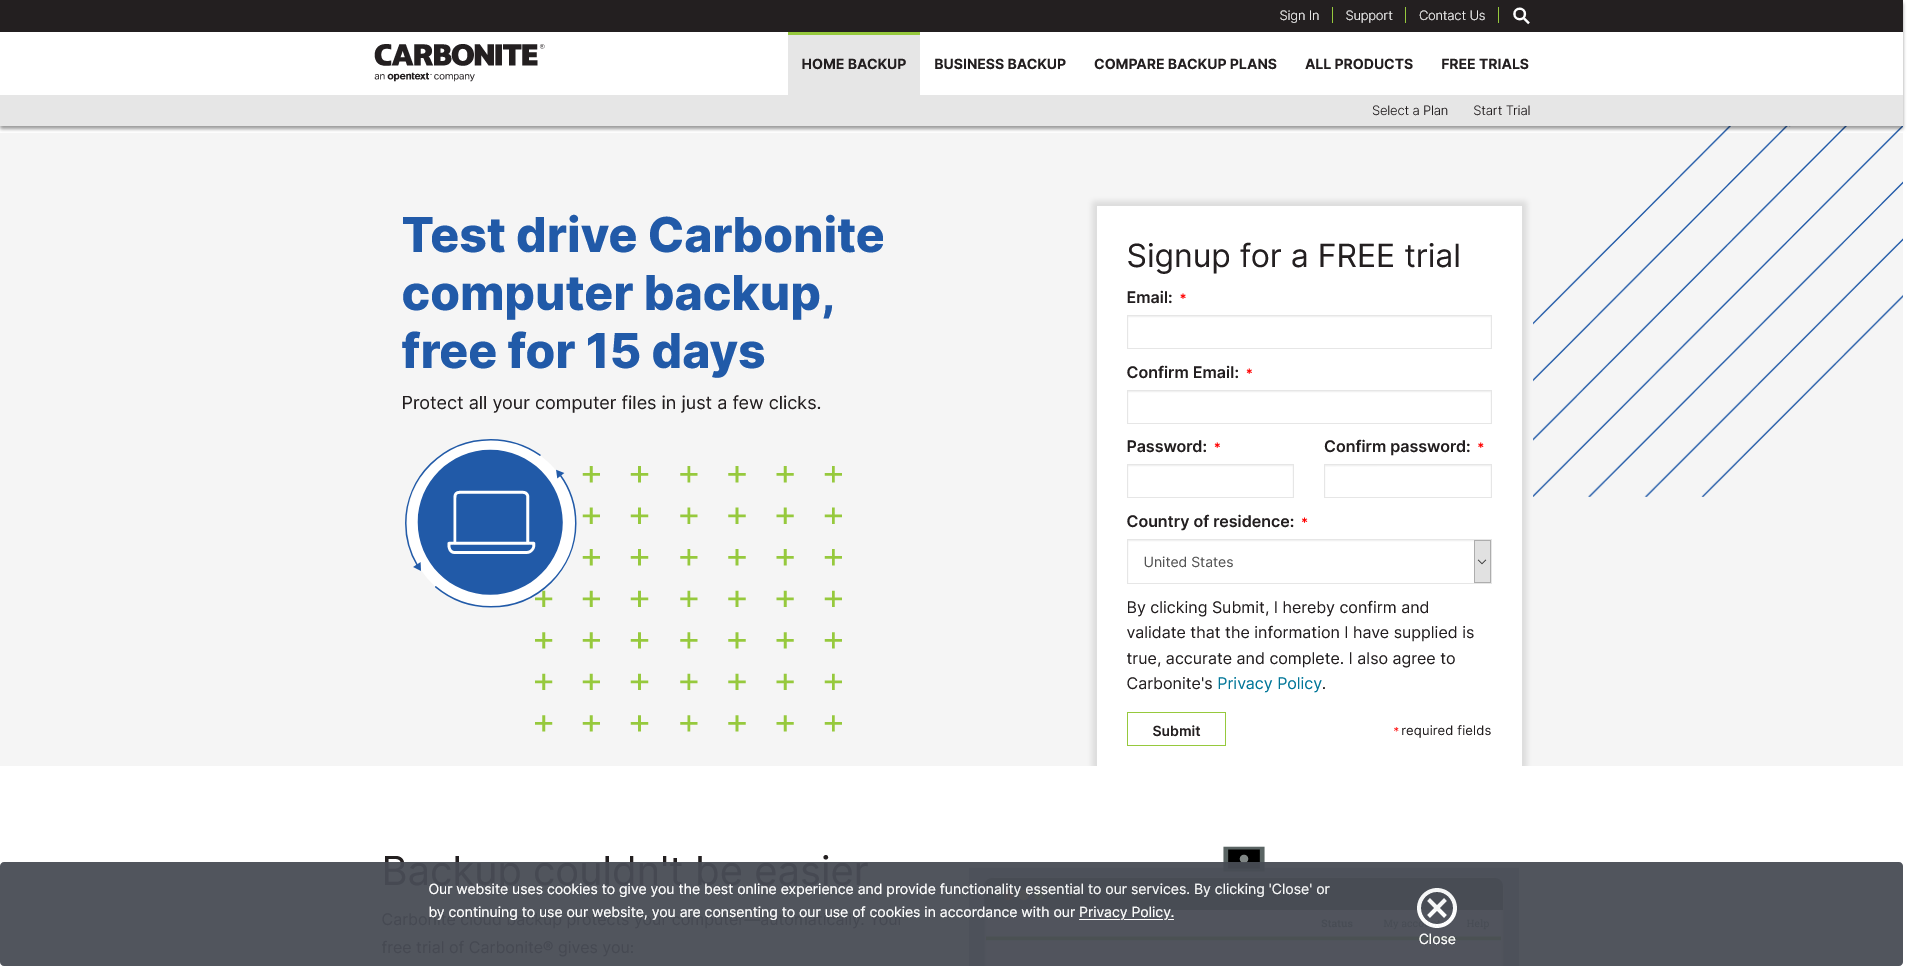 Sign In
Support
Contact Us
CARBONITE®
an opentext™ company
HOME BACKUP
BUSINESS BACKUP
COMPARE BACKUP PLANS
ALL PRODUCTS
FREE TRIALS
Select a Plan
Start Trial
Test drive Carbonite
computer backup,
free for 15 days
Protect all your computer files in just a few clicks.
Signup for a FREE trial
Email: *
Confirm Email: *
Password: *
Confirm password: *
Country of residence: *
United States
By clicking Submit, I hereby confirm and
validate that the information I have supplied is
true, accurate and complete. I also agree to
Carbonite's Privacy Policy.
Submit
* required fields
Backup couldn't be easier
Our website uses cookies to give you the best online experience and provide functionality essential to our services. By clicking 'Close' or
by continuing to use our website, you are consenting to our use of cookies in accordance with our Privacy Policy.
Close
Carbonite cloud backup protects your computer—automatically. Your
free trial of Carbonite® gives you:
Status
Help